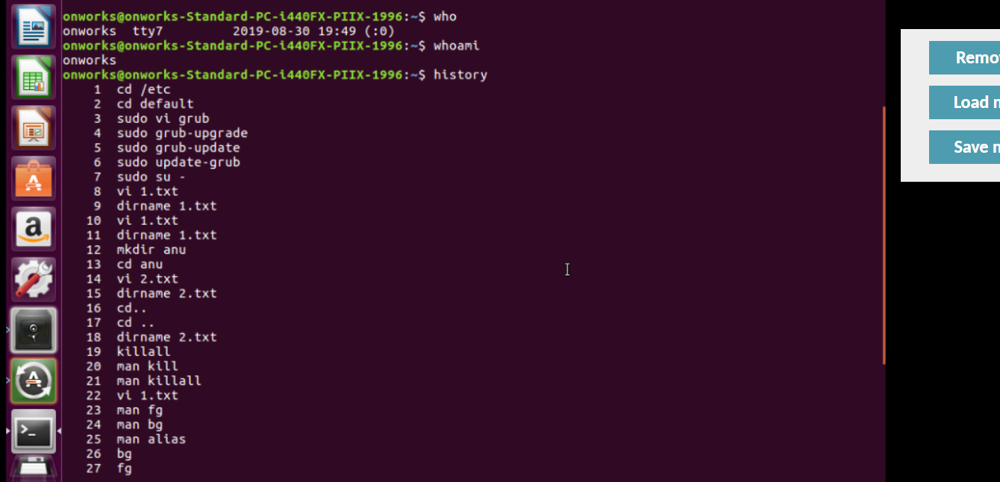 onworks@onworks-Standard-PC-i440FX-PIIX-1996:~$ who
onworks  tty7         2019-08-30 19:49 (:0)
onworks@onworks-Standard-PC-i440FX-PIIX-1996:~$ whoami
onworks
onworks@onworks-Standard-PC-i440FX-PIIX-1996:~$ history
    1  cd /etc
    2  cd default
    3  sudo vi grub
    4  sudo grub-upgrade
    5  sudo grub-update
    6  sudo update-grub
    7  sudo su -
    8  vi 1.txt
    9  dirname 1.txt
   10  vi 1.txt
   11  dirname 1.txt
   12  mkdir anu
   13  cd anu
   14  vi 2.txt
   15  dirname 2.txt
   16  cd..
   17  cd ..
   18  dirname 2.txt
   19  killall
   20  man kill
   21  man killall
   22  vi 1.txt
   23  man fg
   24  man bg
   25  man alias
   26  bg
   27  fg
Load
Save